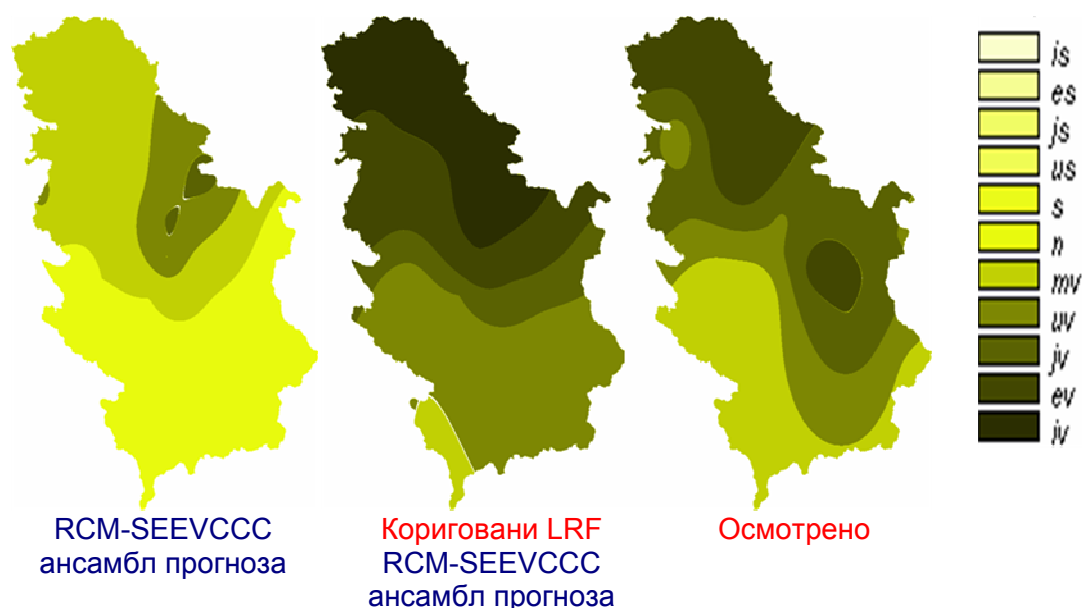 is
es
js
us
s
n
mv
uv
jv
ev
iv
RCM-SEEVCCC
ансамбл прогноза
Кориговани LRF
RCM-SEEVCCC
ансамбл прогноза
Осмотрено